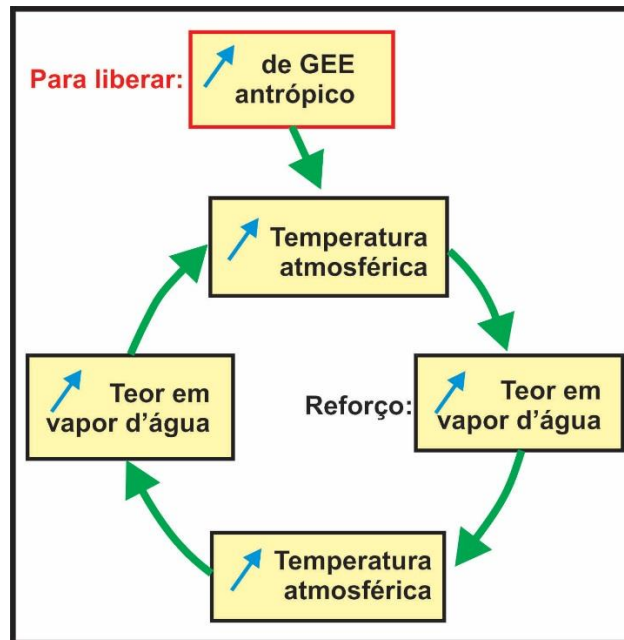 Para liberar:
de GEE
antrópico
Temperatura
atmosférica
Teor em
vapor d'água
Reforço:
Teor em
vapor d'água
Temperatura
atmosférica